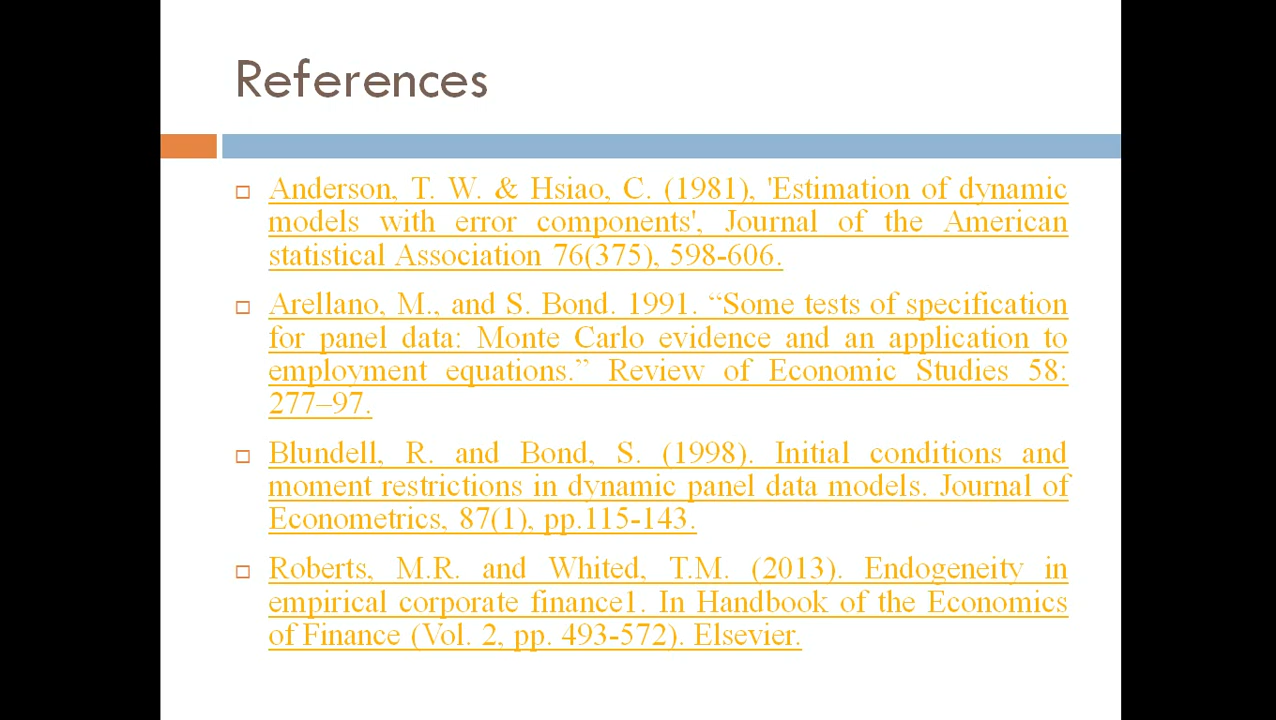 References
Anderson, T. W. & Hsiao, C. (1981), 'Estimation of dynamic
models with error components', Journal of the American
statistical Association 76(375), 598-606.
Arellano, M., and S. Bond. 1991. “Some tests of specification
for panel data: Monte Carlo evidence and an application to
employment equations.” Review of Economic Studies 58:
277–97.
Blundell, R. and Bond, S. (1998). Initial conditions and
moment restrictions in dynamic panel data models. Journal of
Econometrics, 87(1), pp.115-143.
Roberts, M.R. and Whited, T.M. (2013). Endogeneity in
empirical corporate finance1. In Handbook of the Economics
of Finance (Vol. 2, pp. 493-572). Elsevier.